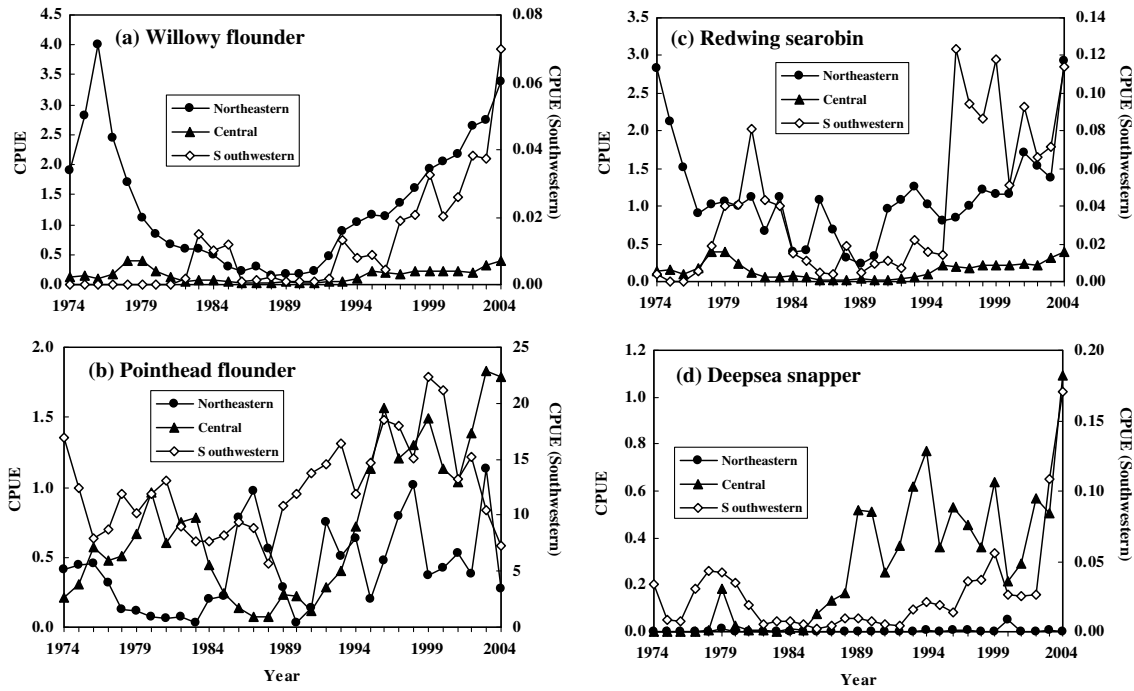 (a) Willowy flounder
CPUE
4.5
4.0
3.5
3.0
2.5
2.0
1.5
1.0
0.5
0.0
Northeastern
Central
S outhwestern
0.08
0.06
0.04
0.02
0.00
CPUE (Southwestern)
1974 1979 1984 1989 1994 1999 2004
(c) Redwing searobin
CPUE
3.5
3.0
2.5
2.0
1.5
1.0
0.5
0.0
Northeastern
Central
S outhwestern
0.14
0.12
0.10
0.08
0.06
0.04
0.02
0.00
CPUE (Southwestern)
1974 1979 1984 1989 1994 1999 2004
(b) Pointhead flounder
CPUE
2.0
1.5
1.0
0.5
0.0
Northeastern
Central
S outhwestern
25
20
15
10
5
0
CPUE (Southwestern)
1974 1979 1984 1989 1994 1999 2004
Year
(d) Deepsea snapper
CPUE
1.2
1.0
0.8
0.6
0.4
0.2
0.0
Northeastern
Central
S outhwestern
0.20
0.15
0.10
0.05
0.00
CPUE (Southwestern)
1974 1979 1984 1989 1994 1999 2004
Year